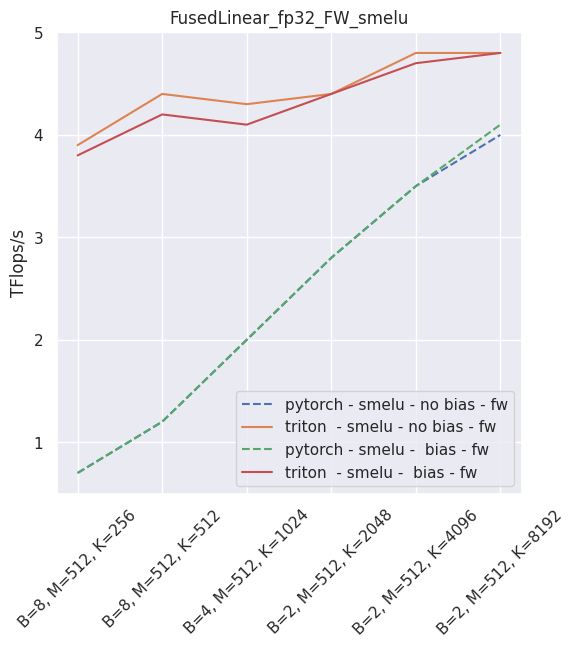 FusedLinear_fp32_FW_smelu
TFlops/s
5
4
3
2
1
pytorch - smelu - no bias - fw
triton  - smelu - no bias - fw
pytorch - smelu -  bias - fw
triton  - smelu -  bias - fw
B=8, M=512, K=256
B=8, M=512, K=512
B=4, M=512, K=1024
B=2, M=512, K=2048
B=2, M=512, K=4096
B=2, M=512, K=8192